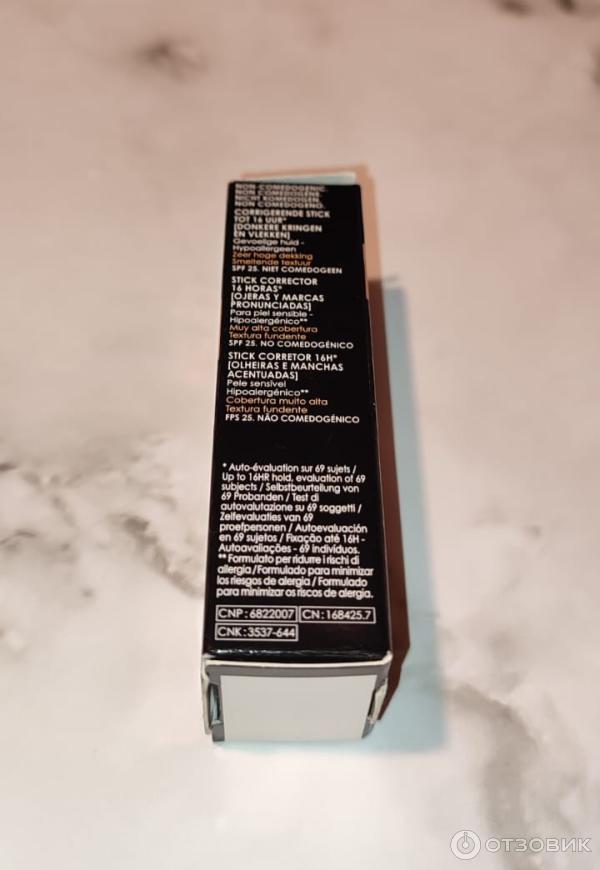 NON-COMEDOGENIC.
NON COMÉDOGÈNE.
NICHT KOMEDOGEN.
NON COMEDOGENO.
CORRIGERENDE STICK
TOT 16 UUR*
[DONKERE KRINGEN
EN VLEKKEN]
Gevoelige huid -
Hypoallergeen
Zeer hoge dekking
Smeltende textuur
SPF 25. NIET COMEDOGEEN
STICK CORRECTOR
16 HORAS*
[OJERAS Y MARCAS
PRONUNCIADAS]
Para piel sensible -
Hipoalergénico**
Muy alta cobertura
Textura fundente
SPF 25. NO COMEDOGÉNICO
STICK CORRETOR 16H*
[OLHEIRAS E MANCHAS
ACENTUADAS]
Pele sensível
Hipoalergénico**
Cobertura muito alta
Textura fundente
FPS 25. NÃO COMEDOGÉNICO
* Auto-évaluation sur 69 sujets /
Up to 16HR hold, evaluation of 69
subjects / Selbstbeurteilung von
69 Probanden / Test di
autovalutazione su 69 soggetti /
Zelfevaluaties van 69
proefpersonen / Autoevaluación
en 69 sujetos / Fixação até 16H -
Autoavaliações - 69 indivíduos.
** Formulato per ridurre i rischi di
allergia / Formulado para minimizar
los riesgos de alergia / Formulado
para minimizar os riscos de alergia.
CNP : 6822007 CN : 168425.7
CNK : 3537-644
ОТЗОВИК